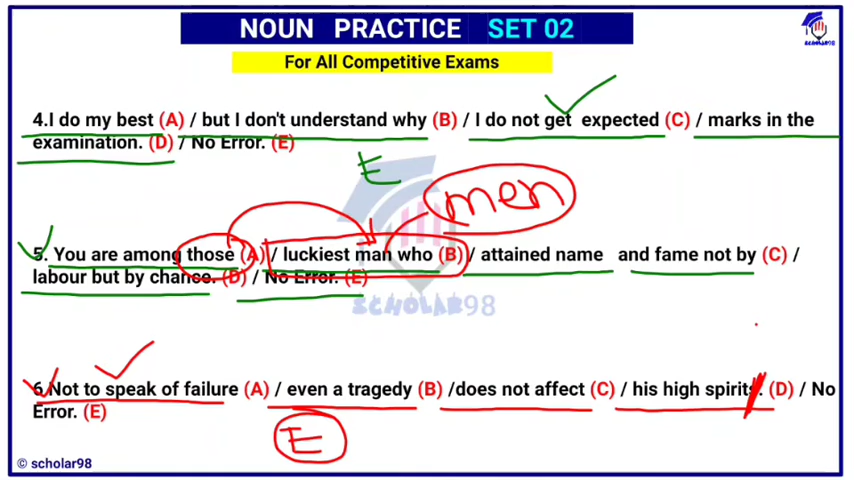 NOUN PRACTICE SET 02
For All Competitive Exams
SCHOLAR98
4.I do my best (A) / but I don't understand why (B) / I do not get expected (C) / marks in the
examination. (D) / No Error. (E)
E
men
5. You are among those (A) / luckiest man who (B) / attained name and fame not by (C) /
labour but by chance. (D) / No Error. (E)
SCHOLAR98
6.Not to speak of failure (A) / even a tragedy (B) /does not affect (C) / his high spirits. (D) / No
Error. (E)
E
© scholar98